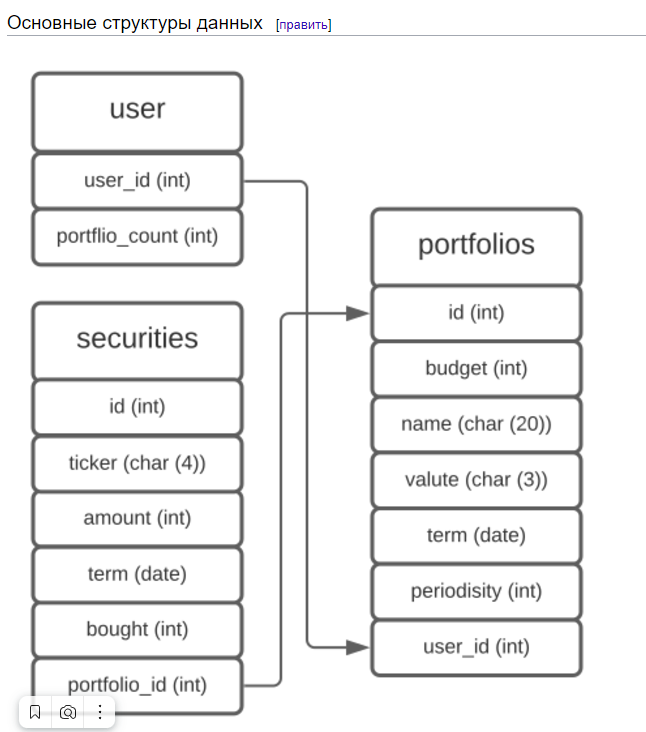 Основные структуры данных [править]
user
user_id (int)
portflio_count (int)
securities
id (int)
ticker (char (4))
amount (int)
term (date)
bought (int)
portfolio_id (int)
portfolios
id (int)
budget (int)
name (char (20))
valute (char (3))
term (date)
periodisity (int)
user_id (int)